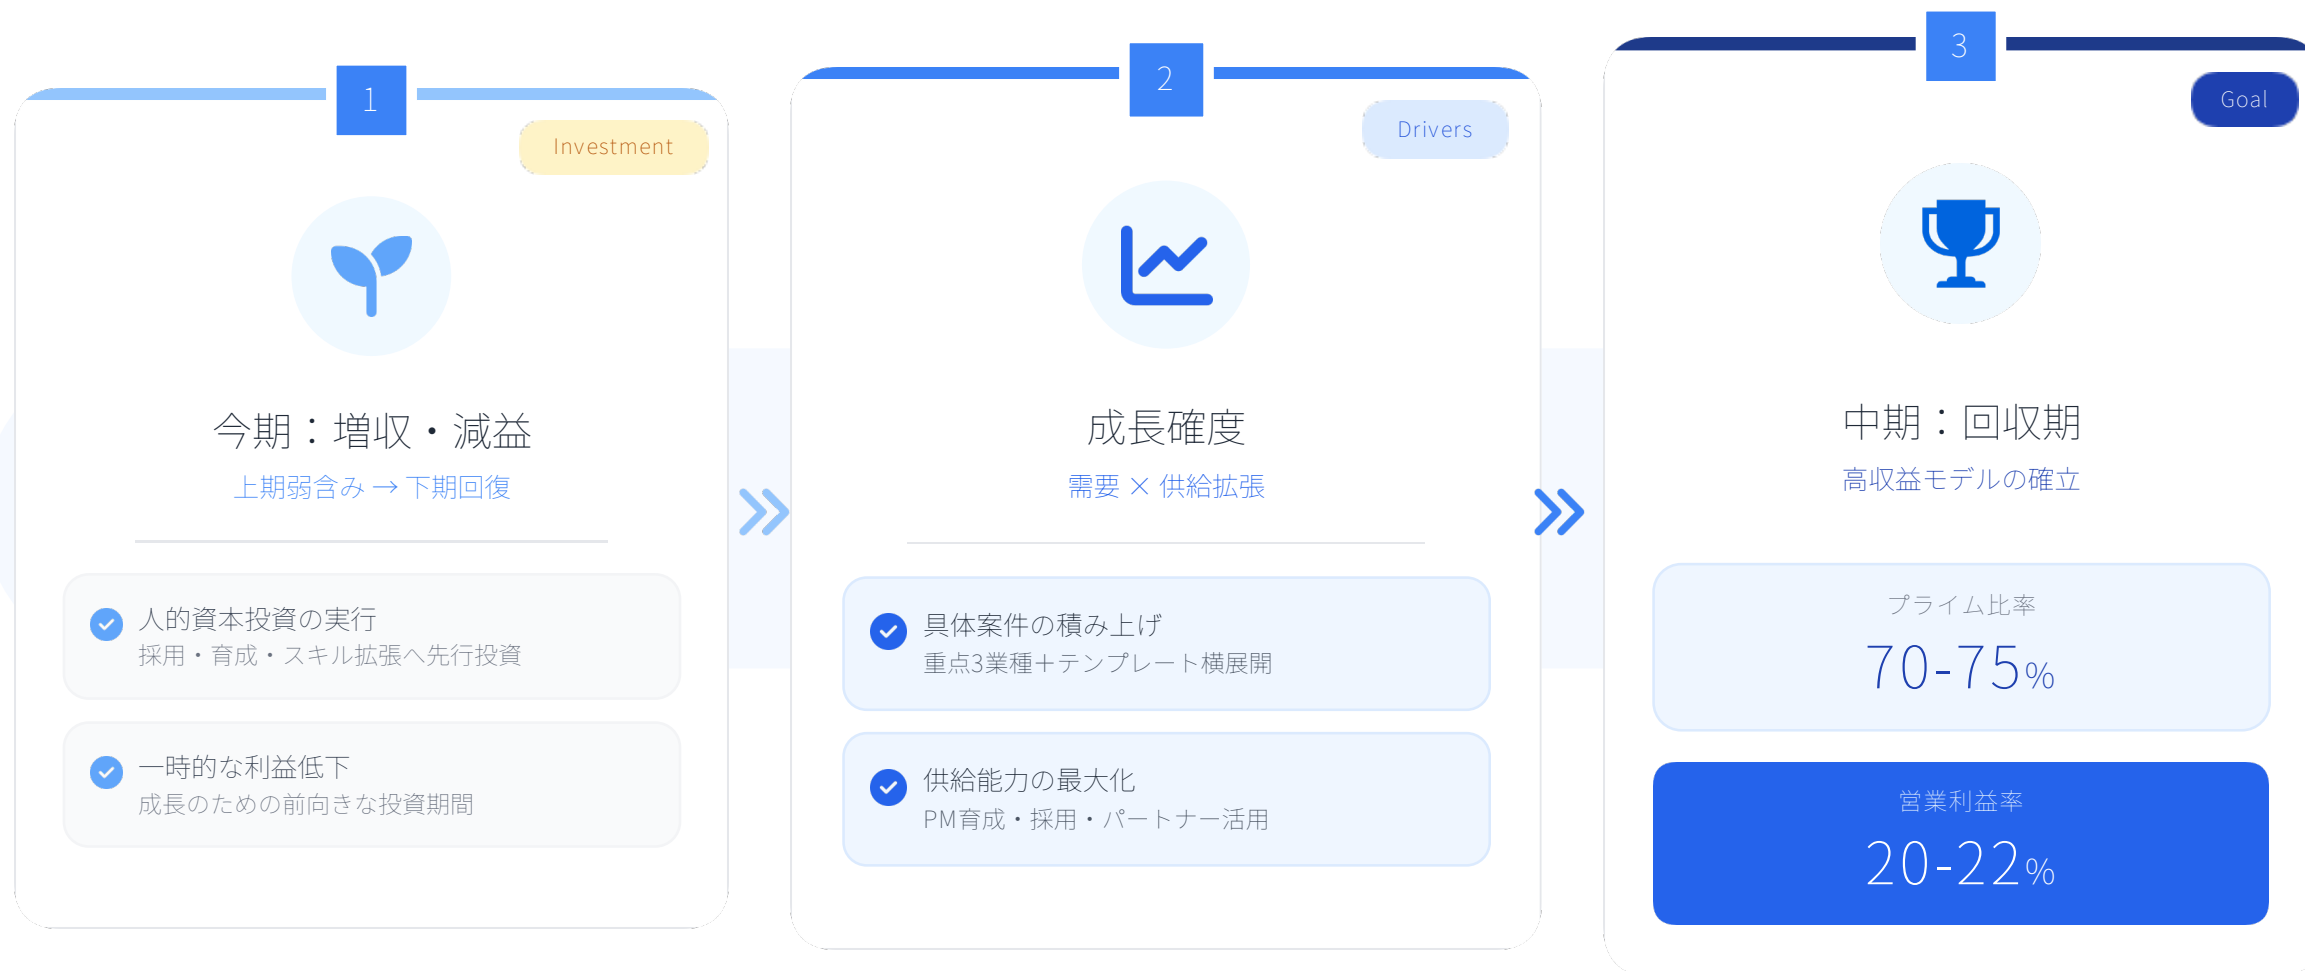 1
Investment
今期：増収・減益
上期弱含み → 下期回復
人的資本投資の実行
採用・育成・スキル拡張へ先行投資
一時的な利益低下
成長のための前向きな投資期間
2
Drivers
成長確度
需要 × 供給拡張
具体案件の積み上げ
重点3業種＋テンプレート横展開
供給能力の最大化
PM育成・採用・パートナー活用
3
Goal
中期：回収期
高収益モデルの確立
プライム比率
70-75%
営業利益率
20-22%